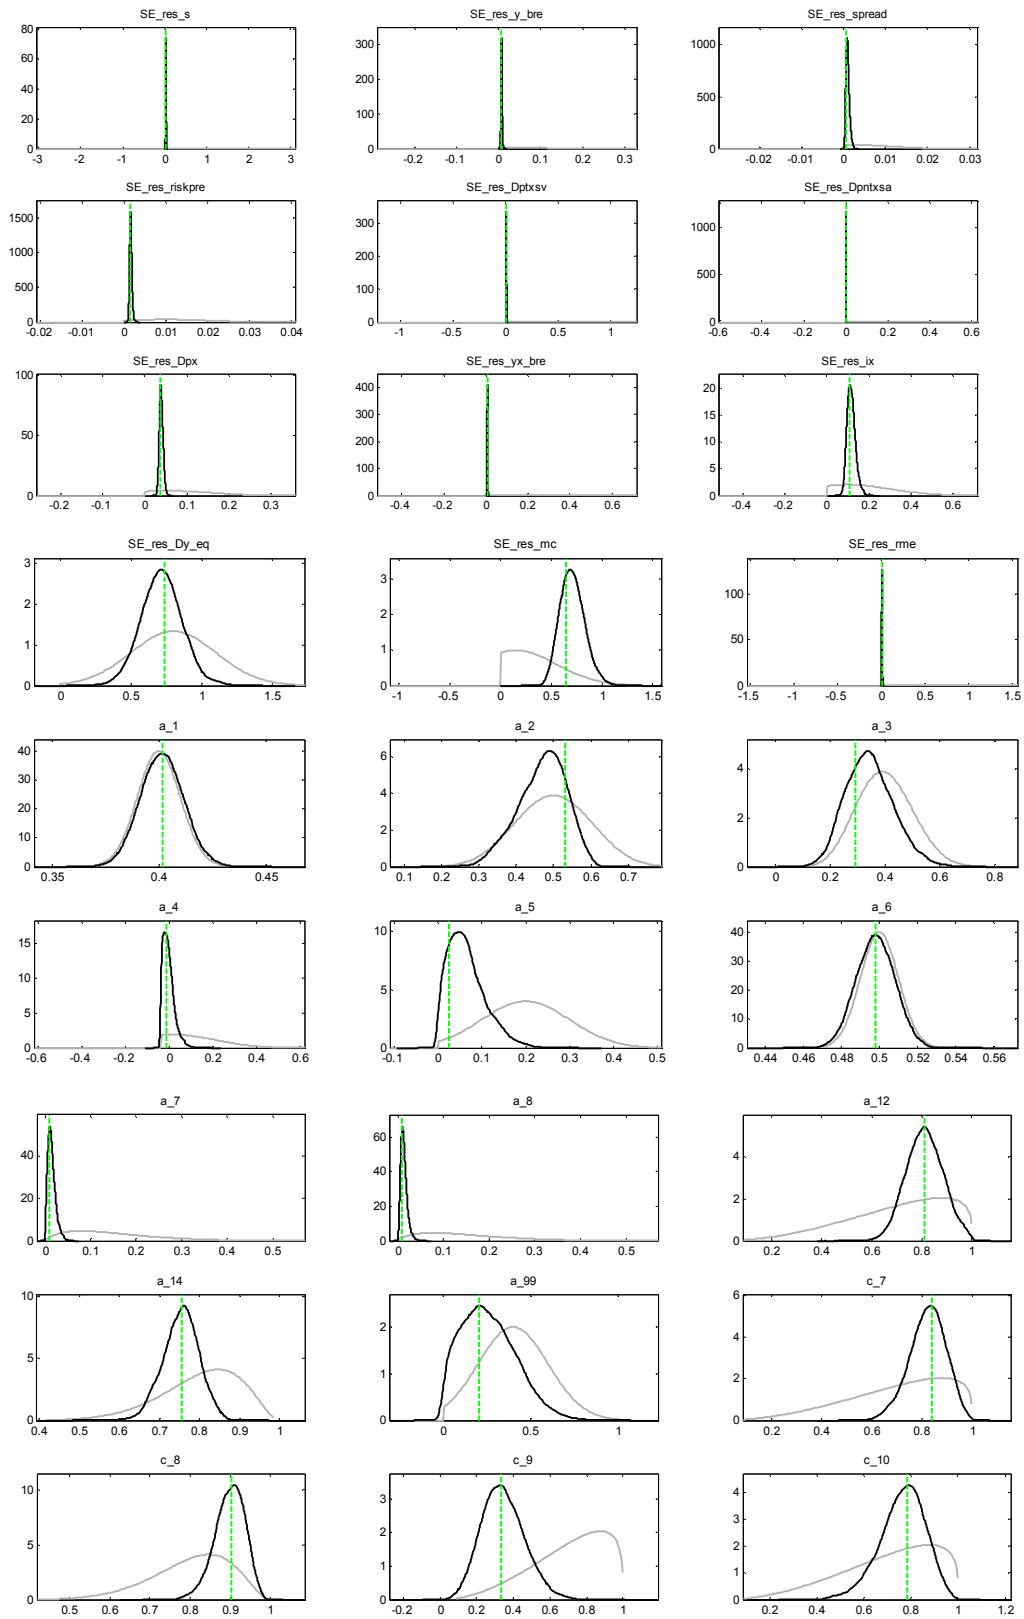 SE_res_s SE_res_y_bre SE_res_spread
80 60 40 20 0
-3 -2 -1 0 1 2 3
300 200 100 0
-0.2 -0.1 0 0.1 0.2 0.3
1000 500 0
-0.02 -0.01 0 0.01 0.02 0.03
SE_res_riskpre SE_res_Dptxsv SE_res_Dpntxsa
1500 1000 500 0
-0.02 -0.01 0 0.01 0.02 0.03 0.04
300 200 100 0
-1 -0.5 0 0.5 1
1000 500 0
-0.6 -0.4 -0.2 0 0.2 0.4 0.6
SE_res_Dpx SE_res_yx_bre SE_res_ix
100 50 0
-0.2 -0.1 0 0.1 0.2 0.3
400 300 200 100 0
-0.4 -0.2 0 0.2 0.4 0.6
20 15 10 5 0
-0.4 -0.2 0 0.2 0.4 0.6
SE_res_Dy_eq SE_res_mc SE_res_rme
3 2 1 0
0 0.5 1 1.5
3 2 1 0
-1 -0.5 0 0.5 1 1.5
100 50 0
-1.5 -1 -0.5 0 0.5 1 1.5
a_1 a_2 a_3
40 30 20 10 0
0.35 0.4 0.45
6 4 2 0
0.1 0.2 0.3 0.4 0.5 0.6 0.7
4 2 0
0 0.2 0.4 0.6 0.8
a_4 a_5 a_6
15 10 5 0
-0.6 -0.4 -0.2 0 0.2 0.4 0.6
10 5 0
-0.1 0 0.1 0.2 0.3 0.4 0.5
40 30 20 10 0
0.44 0.46 0.48 0.5 0.52 0.54 0.56
a_7 a_8 a_12
40 20 0
0 0.1 0.2 0.3 0.4 0.5
60 40 20 0
0 0.1 0.2 0.3 0.4 0.5
4 2 0
0.2 0.4 0.6 0.8 1
a_14 a_99 c_7
10 5 0
0.4 0.5 0.6 0.7 0.8 0.9 1
2 1 0
0 0.5 1
6 4 2 0
0.2 0.4 0.6 0.8 1
c_8 c_9 c_10
10 5 0
0.5 0.6 0.7 0.8 0.9 1
3 2 1 0
-0.2 0 0.2 0.4 0.6 0.8 1
4 3 2 1 0
0.2 0.4 0.6 0.8 1 1.2